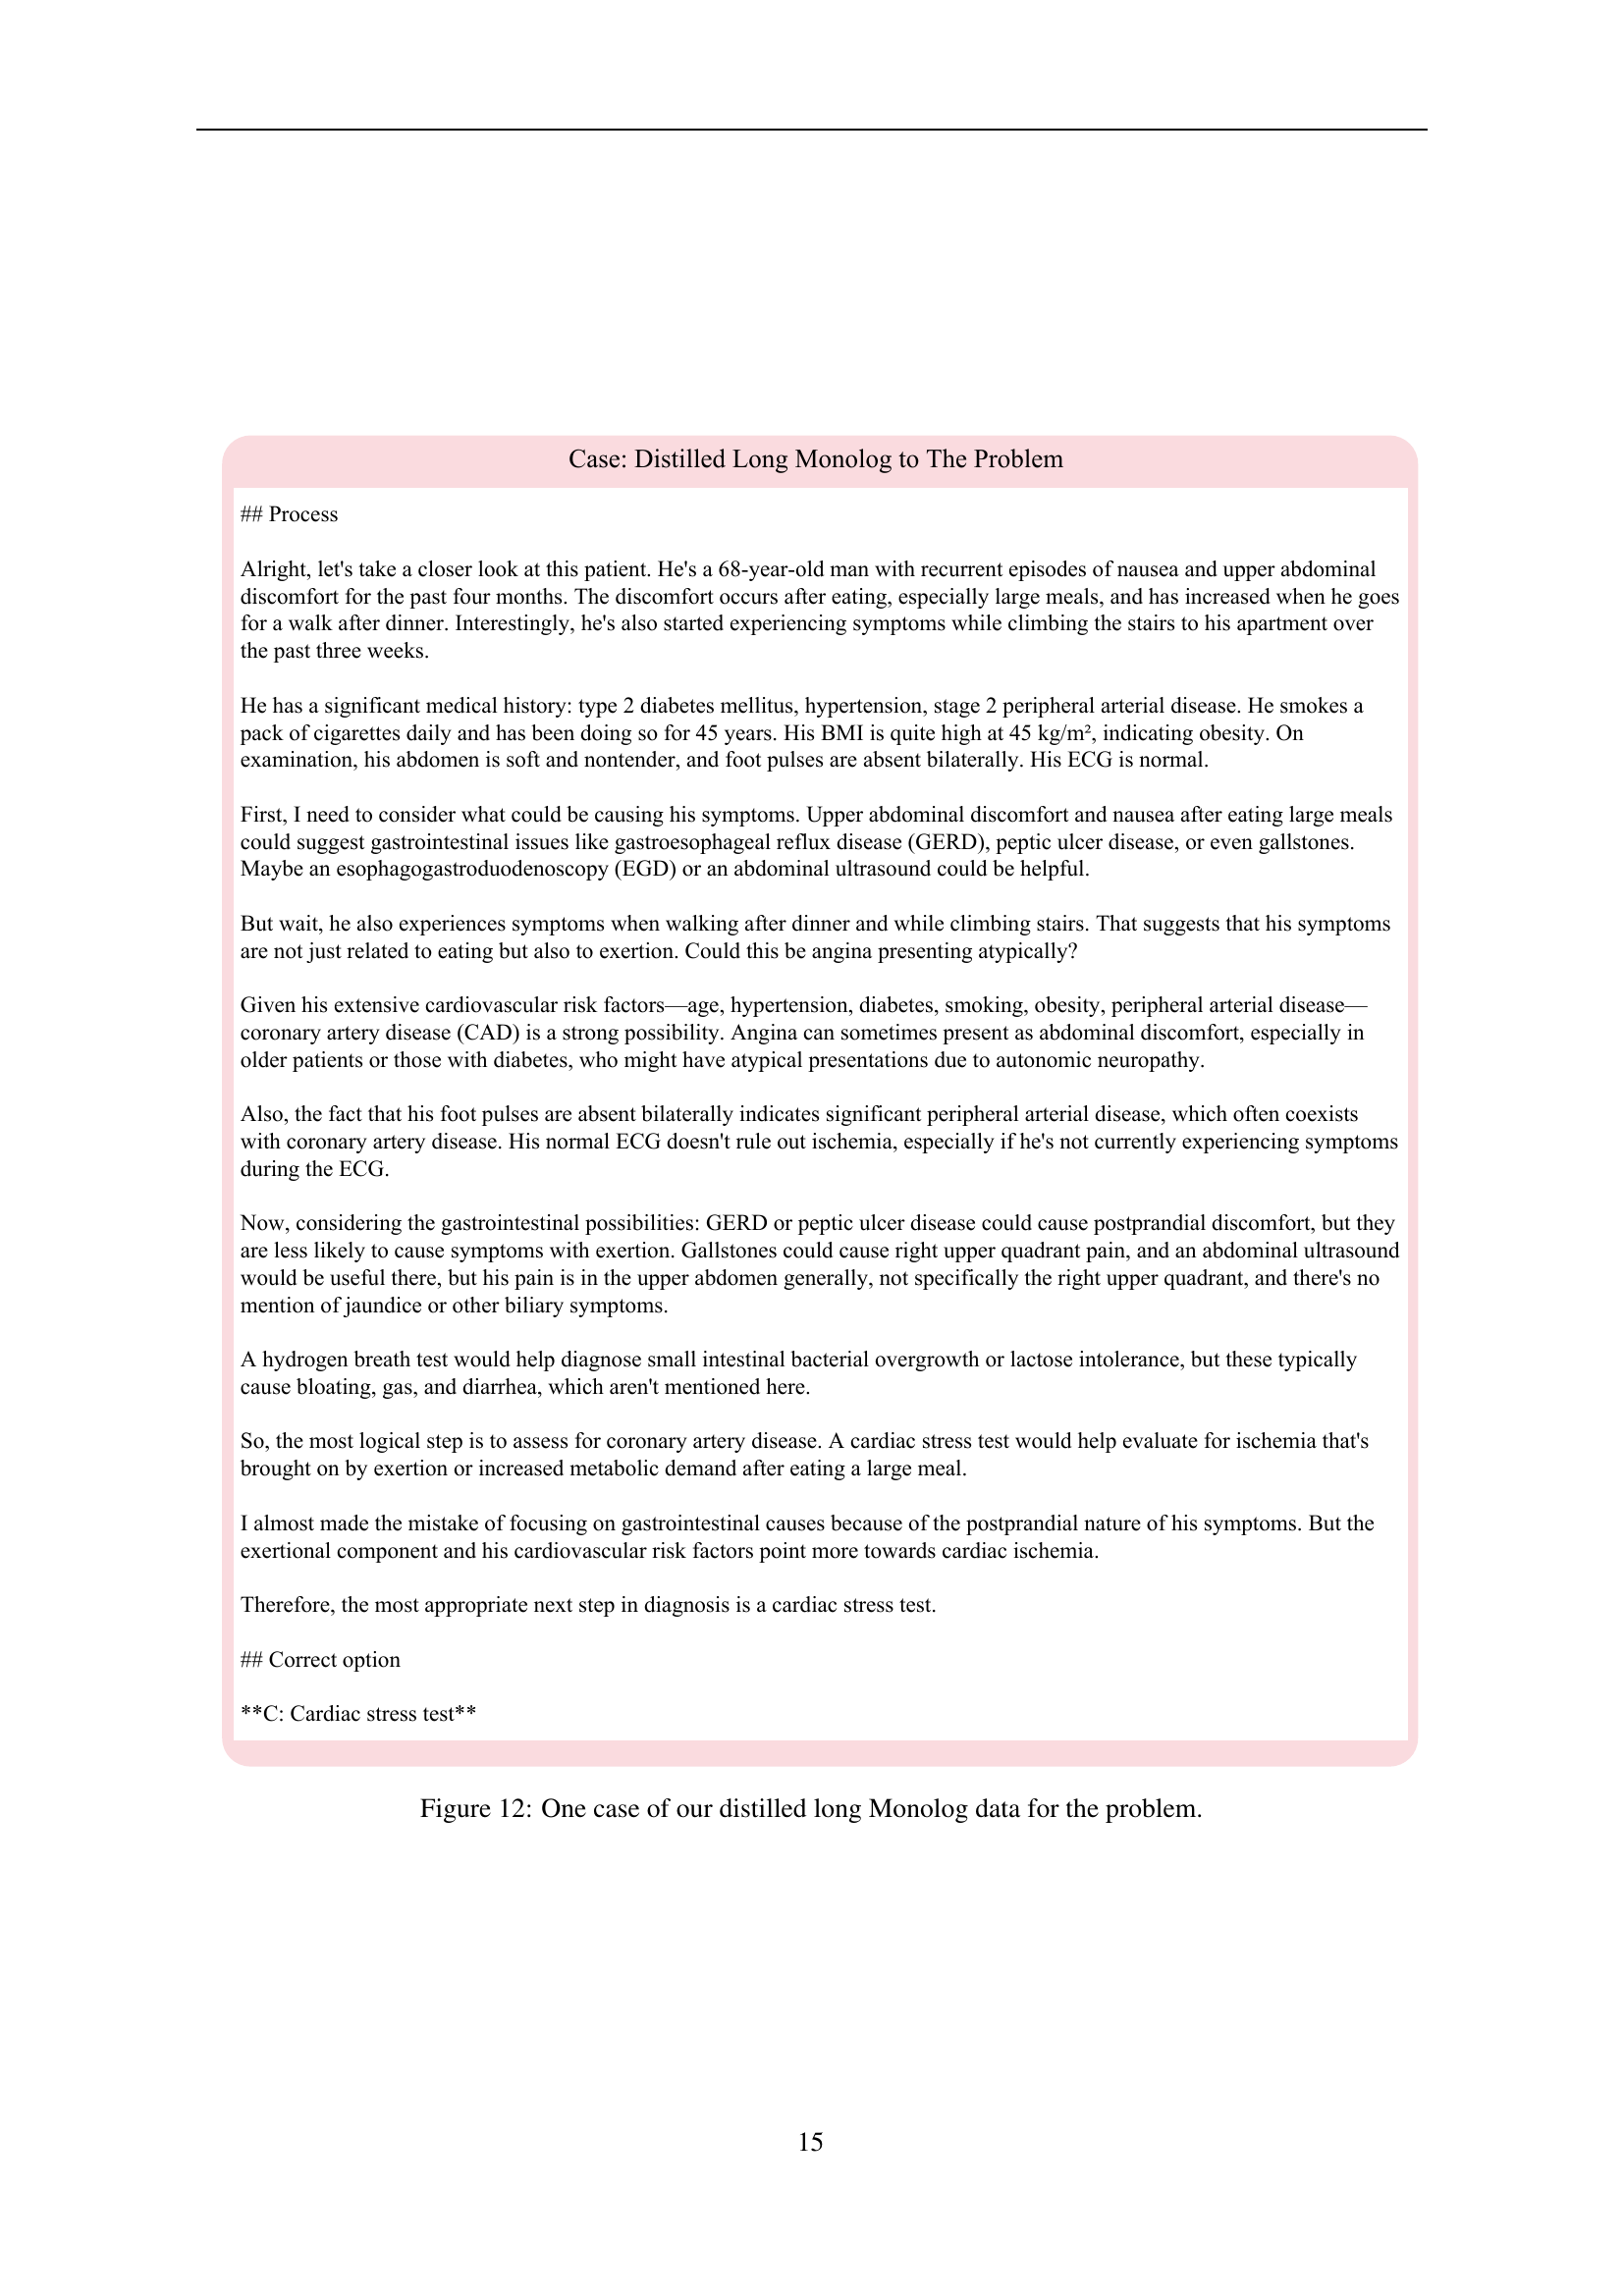 Case: Distilled Long Monolog to The Problem
## Process
Alright, let's take a closer look at this patient. He's a 68-year-old man with recurrent episodes of nausea and upper abdominal
discomfort for the past four months. The discomfort occurs after eating, especially large meals, and has increased when he goes
for a walk after dinner. Interestingly, he's also started experiencing symptoms while climbing the stairs to his apartment over
the past three weeks.
He has a significant medical history: type 2 diabetes mellitus, hypertension, stage 2 peripheral arterial disease. He smokes a
pack of cigarettes daily and has been doing so for 45 years. His BMI is quite high at 45 kg/m², indicating obesity. On
examination, his abdomen is soft and nontender, and foot pulses are absent bilaterally. His ECG is normal.
First, I need to consider what could be causing his symptoms. Upper abdominal discomfort and nausea after eating large meals
could suggest gastrointestinal issues like gastroesophageal reflux disease (GERD), peptic ulcer disease, or even gallstones.
Maybe an esophagogastroduodenoscopy (EGD) or an abdominal ultrasound could be helpful.
But wait, he also experiences symptoms when walking after dinner and while climbing stairs. That suggests that his symptoms
are not just related to eating but also to exertion. Could this be angina presenting atypically?
Given his extensive cardiovascular risk factors—age, hypertension, diabetes, smoking, obesity, peripheral arterial disease—
coronary artery disease (CAD) is a strong possibility. Angina can sometimes present as abdominal discomfort, especially in
older patients or those with diabetes, who might have atypical presentations due to autonomic neuropathy.
Also, the fact that his foot pulses are absent bilaterally indicates significant peripheral arterial disease, which often coexists
with coronary artery disease. His normal ECG doesn't rule out ischemia, especially if he's not currently experiencing symptoms
during the ECG.
Now, considering the gastrointestinal possibilities: GERD or peptic ulcer disease could cause postprandial discomfort, but they
are less likely to cause symptoms with exertion. Gallstones could cause right upper quadrant pain, and an abdominal ultrasound
would be useful there, but his pain is in the upper abdomen generally, not specifically the right upper quadrant, and there's no
mention of jaundice or other biliary symptoms.
A hydrogen breath test would help diagnose small intestinal bacterial overgrowth or lactose intolerance, but these typically
cause bloating, gas, and diarrhea, which aren't mentioned here.
So, the most logical step is to assess for coronary artery disease. A cardiac stress test would help evaluate for ischemia that's
brought on by exertion or increased metabolic demand after eating a large meal.
I almost made the mistake of focusing on gastrointestinal causes because of the postprandial nature of his symptoms. But the
exertional component and his cardiovascular risk factors point more towards cardiac ischemia.
Therefore, the most appropriate next step in diagnosis is a cardiac stress test.
## Correct option
**C: Cardiac stress test**
Figure 12: One case of our distilled long Monolog data for the problem.
15